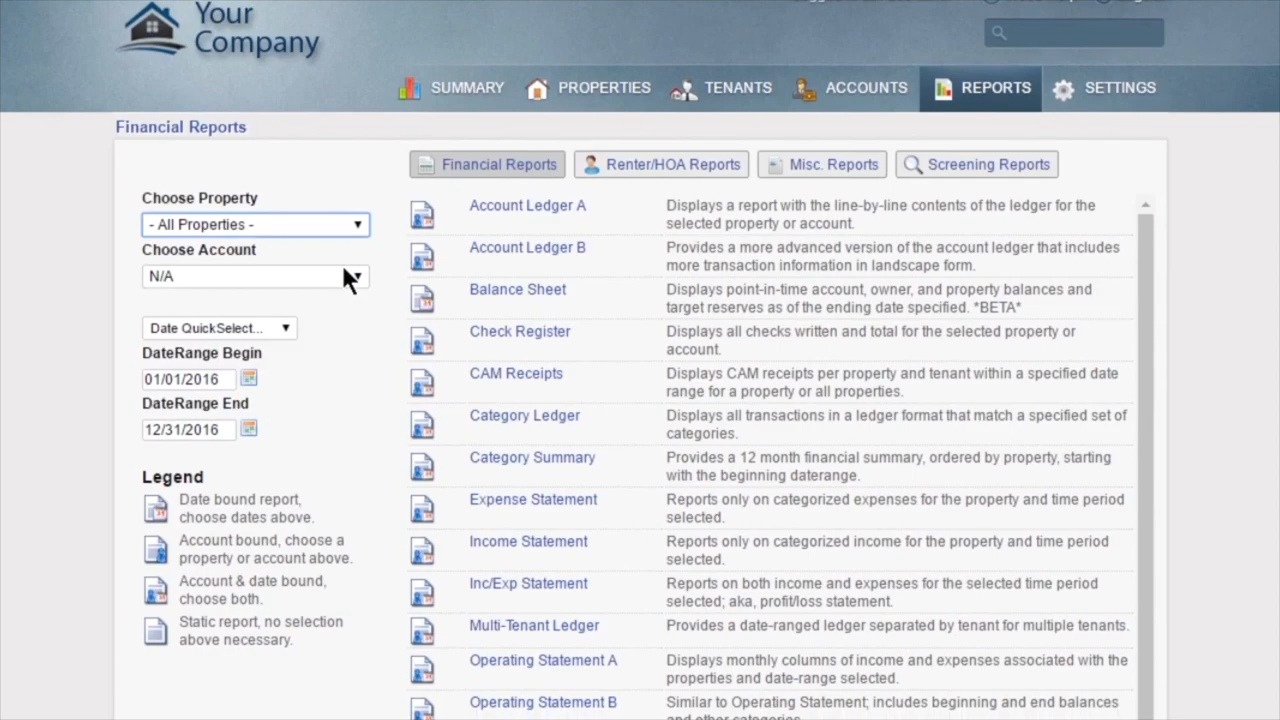 Your
Company
SUMMARY PROPERTIES TENANTS ACCOUNTS REPORTS SETTINGS
Financial Reports
Financial Reports Renter/HOA Reports Misc. Reports Screening Reports
Choose Property
- All Properties -
Choose Account
N/A
Date QuickSelect...
DateRange Begin
01/01/2016
DateRange End
12/31/2016
Legend
Date bound report,
choose dates above.
Account bound, choose a
property or account above.
Account & date bound,
choose both.
Static report, no selection
above necessary.
Account Ledger A
Displays a report with the line-by-line contents of the ledger for the
selected property or account.
Account Ledger B
Provides a more advanced version of the account ledger that includes
more transaction information in landscape form.
Balance Sheet
Displays point-in-time account, owner, and property balances and
target reserves as of the ending date specified. *BETA*
Check Register
Displays all checks written and total for the selected property or
account.
CAM Receipts
Displays CAM receipts per property and tenant within a specified date
range for a property or all properties.
Category Ledger
Displays all transactions in a ledger format that match a specified set of
categories.
Category Summary
Provides a 12 month financial summary, ordered by property, starting
with the beginning daterange.
Expense Statement
Reports only on categorized expenses for the property and time period
selected.
Income Statement
Reports only on categorized income for the property and time period
selected.
Inc/Exp Statement
Reports on both income and expenses for the selected time period
selected; aka, profit/loss statement.
Multi-Tenant Ledger
Provides a date-ranged ledger separated by tenant for multiple tenants.
Operating Statement A
Displays monthly columns of income and expenses associated with the
properties and date-range selected.
Operating Statement B
Similar to Operating Statement; includes beginning and end balances
and other categories.